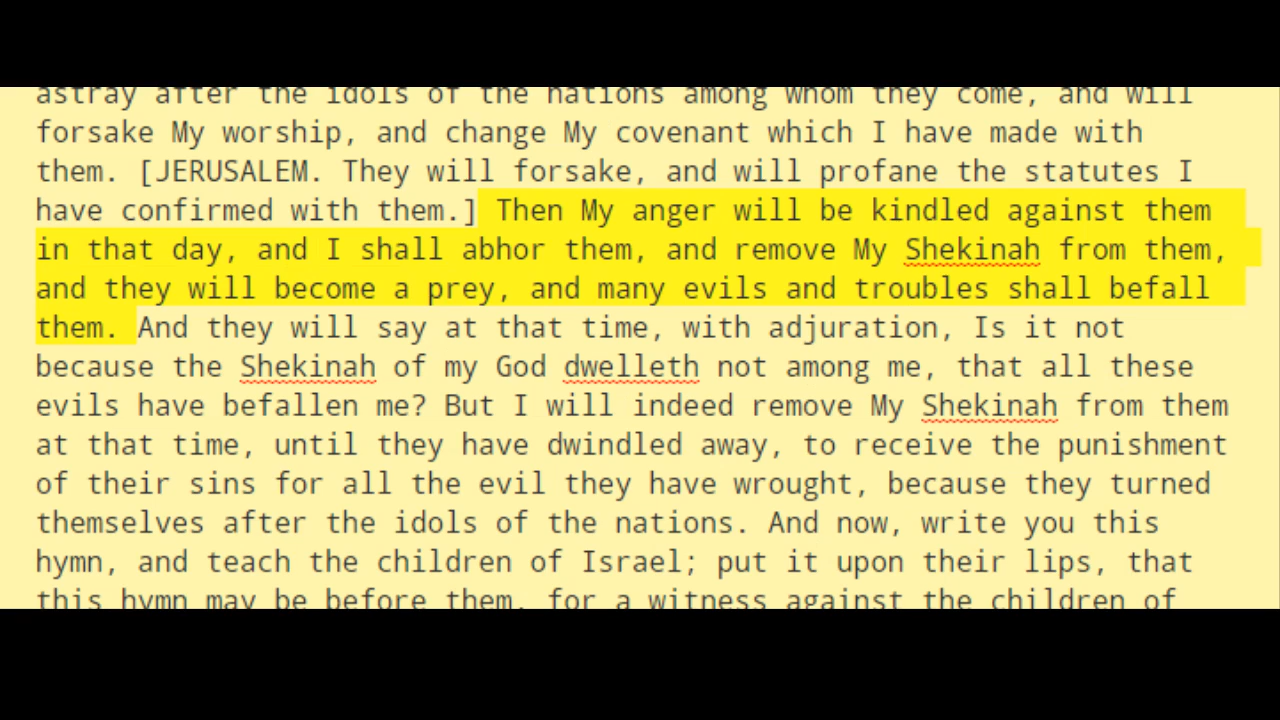 astray after the idols of the nations among whom they come, and will
forsake My worship, and change My covenant which I have made with
them. [JERUSALEM. They will forsake, and will profane the statutes I
have confirmed with them.] Then My anger will be kindled against them
in that day, and I shall abhor them, and remove My Shekinah from them,
and they will become a prey, and many evils and troubles shall befall
them. And they will say at that time, with adjuration, Is it not
because the Shekinah of my God dwelleth not among me, that all these
evils have befallen me? But I will indeed remove My Shekinah from them
at that time, until they have dwindled away, to receive the punishment
of their sins for all the evil they have wrought, because they turned
themselves after the idols of the nations. And now, write you this
hymn, and teach the children of Israel; put it upon their lips, that
this hymn may be before them, for a witness against the children of